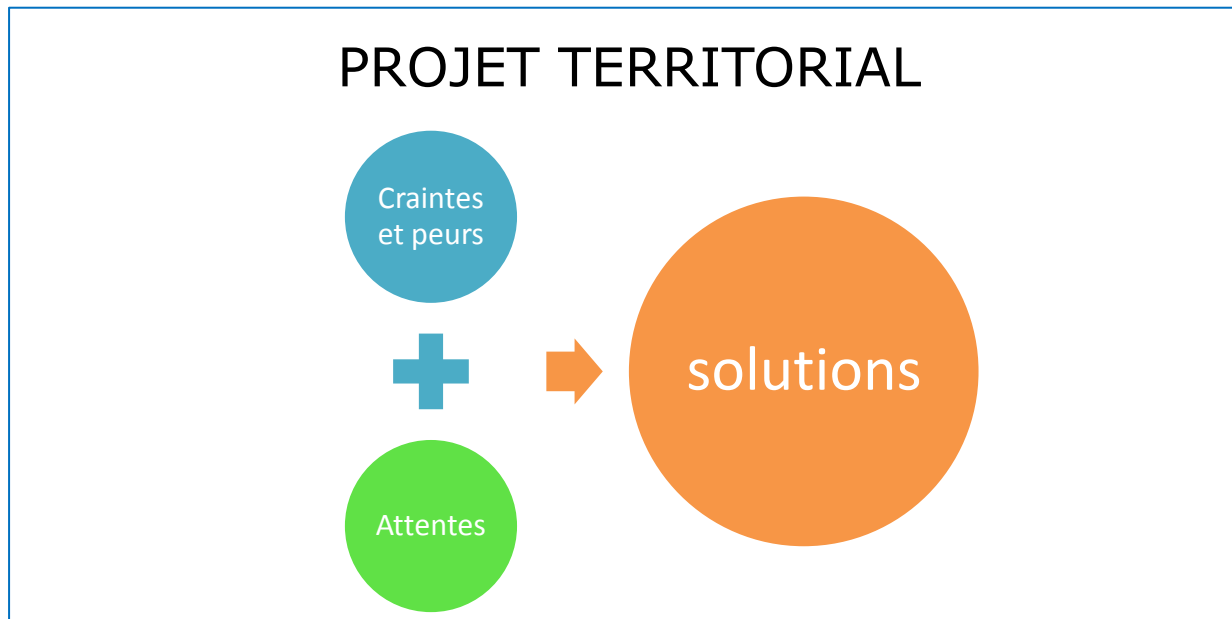 PROJET TERRITORIAL
Craintes
et peurs
Attentes
solutions